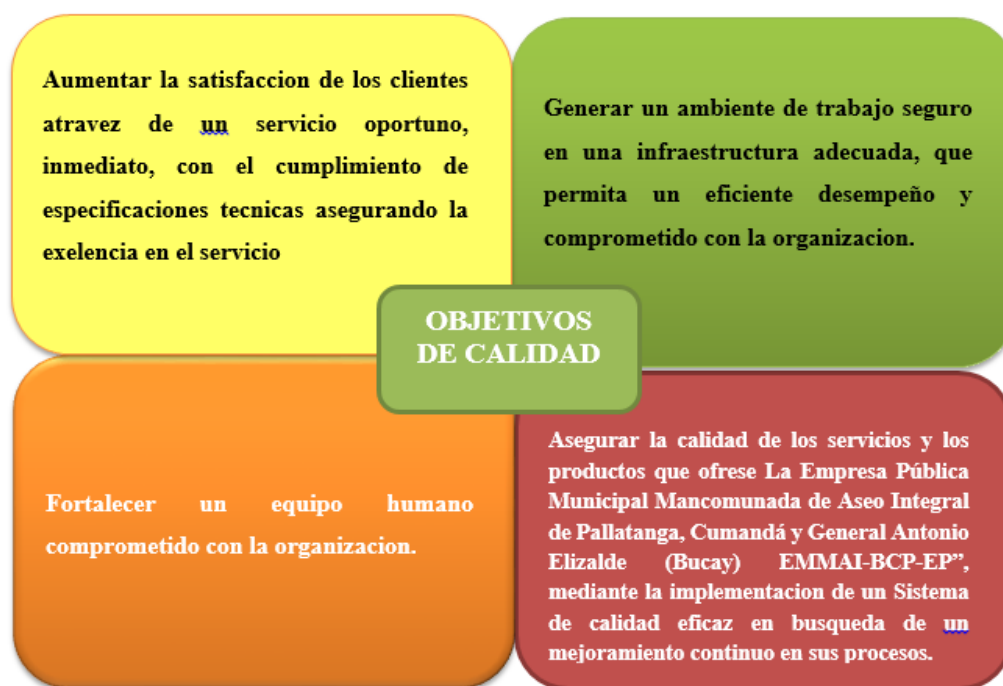 Aumentar la satisfaccion de los clientes
atravez de un servicio oportuno,
inmediato, con el cumplimiento de
especificaciones tecnicas asegurando la
exelencia en el servicio
Generar un ambiente de trabajo seguro
en una infraestructura adecuada, que
permita un eficiente desempeño y
comprometido con la organizacion.
OBJETIVOS
DE CALIDAD
Fortalecer un equipo humano
comprometido con la organizacion.
Asegurar la calidad de los servicios y los
productos que ofrese La Empresa Pública
Municipal Mancomunada de Aseo Integral
de Pallatanga, Cumandá y General Antonio
Elizalde (Bucay) EMMAI-BCP-EP”,
mediante la implementacion de un Sistema
de calidad eficaz en busqueda de un
mejoramiento continuo en sus procesos.